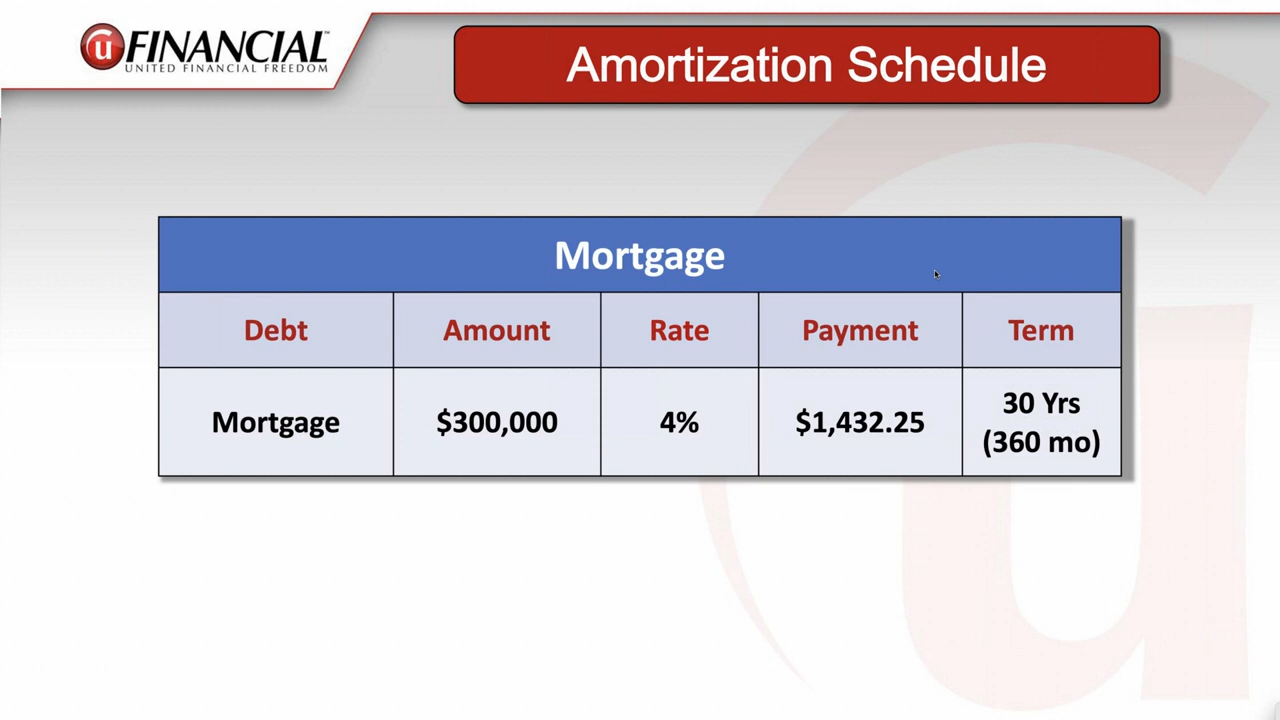 FINANCIAL™
UNITED FINANCIAL FREEDOM
Amortization Schedule
Mortgage
Debt Amount Rate Payment Term
Mortgage $300,000 4% $1,432.25 30 Yrs
(360 mo)